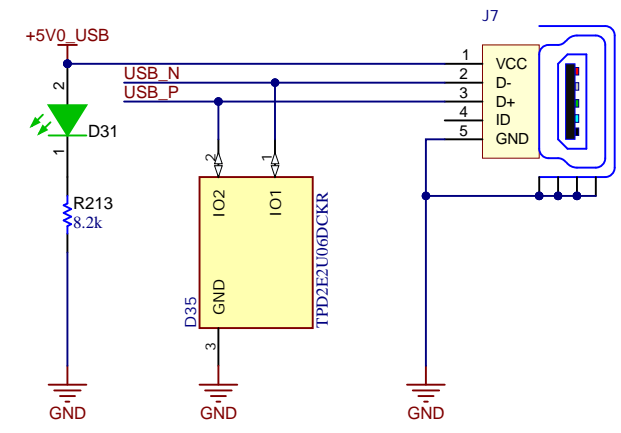 J7
+5V0_USB
1
VCC
USB_N
2
D-
USB_P
3
D+
4
ID
5
GND
2
D31
1
2
1
R213
8.2k
IO2
IO1
TPD2E2U06DCKR
D35
GND
3
GND
GND
GND